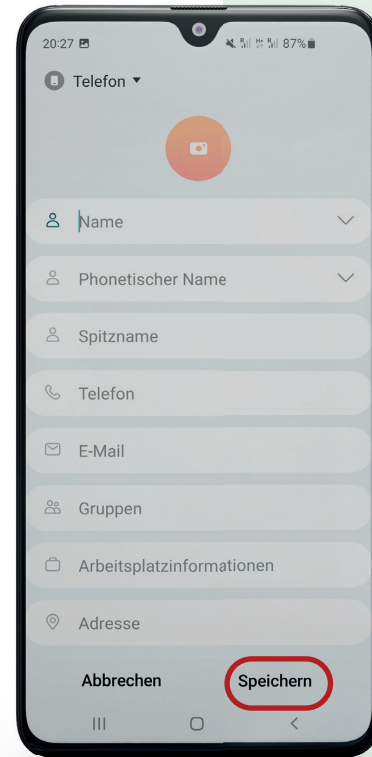 20:27 87%
Telefon
Name
Phonetischer Name
Spitzname
Telefon
E-Mail
Gruppen
Arbeitsplatzinformationen
Adresse
Abbrechen Speichern